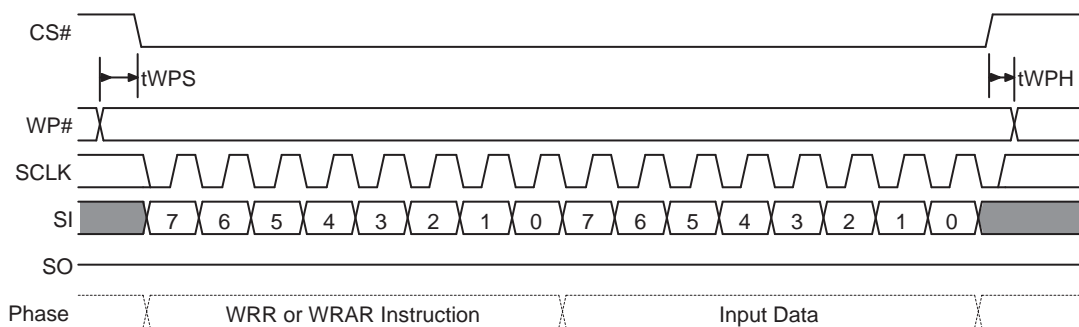 CS#
tWPS tWPH
WP#
SCLK
SI 7 6 5 4 3 2 1 0 7 6 5 4 3 2 1 0
SO
Phase WRR or WRAR Instruction Input Data